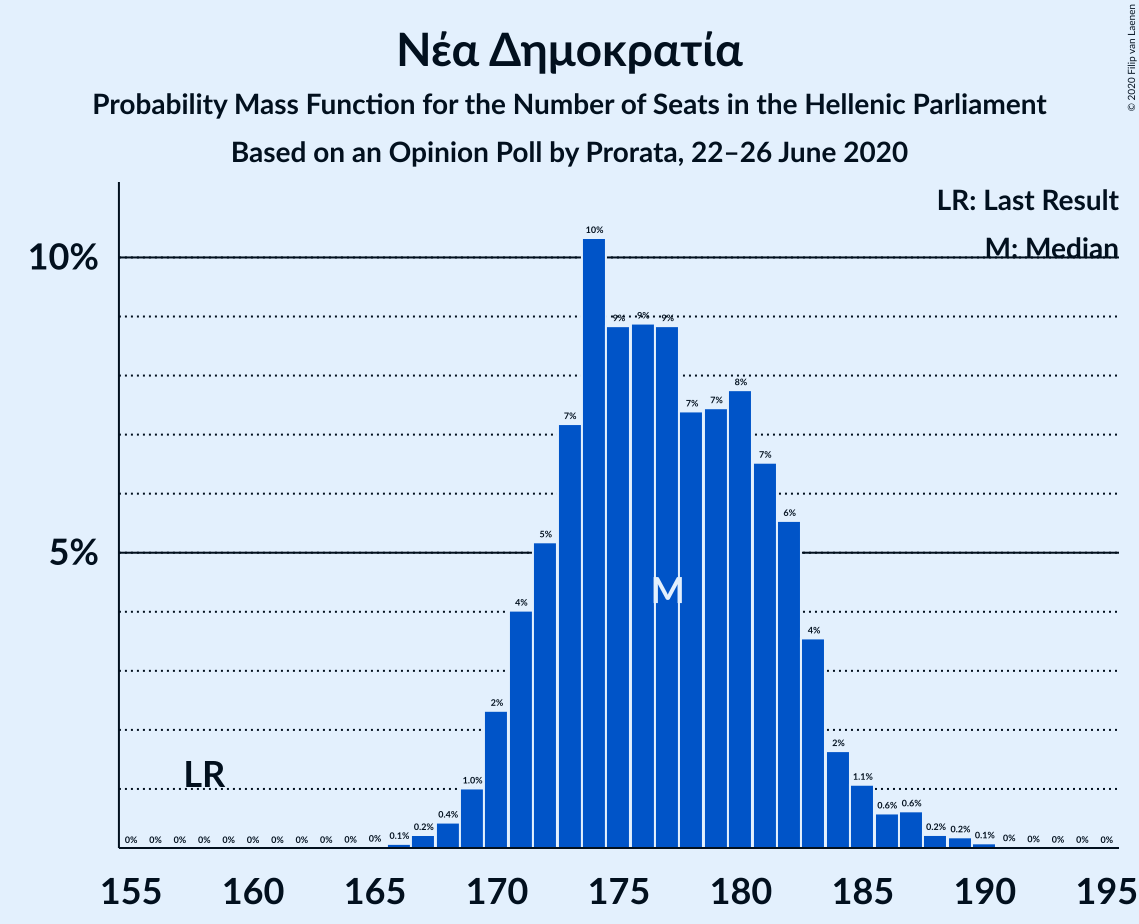 © 2020 Filip van Laenen
Νέα Δημοκρατία
Probability Mass Function for the Number of Seats in the Hellenic Parliament
Based on an Opinion Poll by Prorata, 22–26 June 2020
LR: Last Result
M: Median
10%
5%
0% 0% 0% 0% 0% 0% 0% 0% 0% 0% 0% 0.1% 0.2% 0.4% 1.0% 2% 4% 5% 7% 10% 9% 9% 9% 7% 7% 8% 7% 6% 4% 2% 1.1% 0.6% 0.6% 0.2% 0.2% 0.1% 0% 0% 0% 0% 0%
M
LR
155 160 165 170 175 180 185 190 195